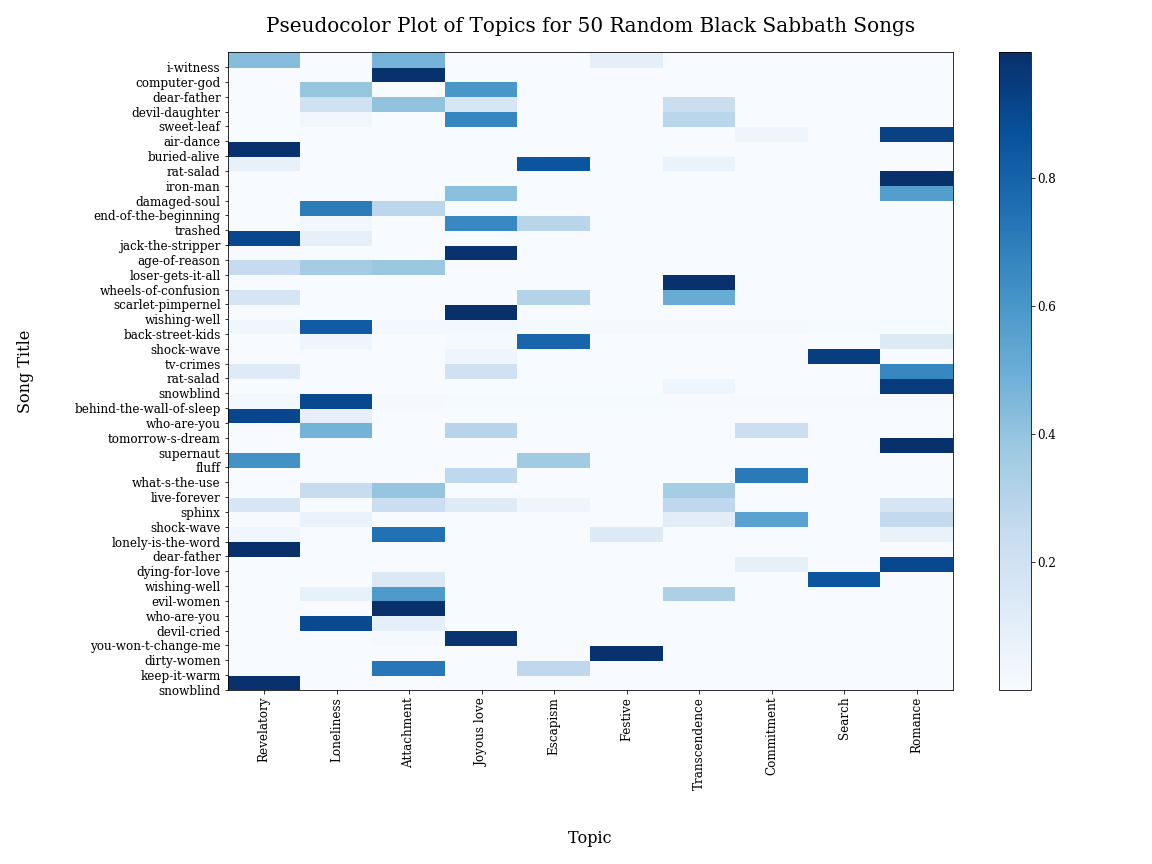 Pseudocolor Plot of Topics for 50 Random Black Sabbath Songs
Song Title
i-witness
computer-god
dear-father
devil-daughter
sweet-leaf
air-dance
buried-alive
rat-salad
iron-man
damaged-soul
end-of-the-beginning
trashed
jack-the-stripper
age-of-reason
loser-gets-it-all
wheels-of-confusion
scarlet-pimpernel
wishing-well
back-street-kids
shock-wave
tv-crimes
rat-salad
snowblind
behind-the-wall-of-sleep
who-are-you
tomorrow-s-dream
supernaut
fluff
what-s-the-use
live-forever
sphinx
shock-wave
lonely-is-the-word
dear-father
dying-for-love
wishing-well
evil-women
who-are-you
devil-cried
you-won-t-change-me
dirty-women
keep-it-warm
snowblind
0.8
0.6
0.4
0.2
Revelatory
Loneliness
Attachment
Joyous love
Escapism
Festive
Transcendence
Commitment
Search
Romance
Topic